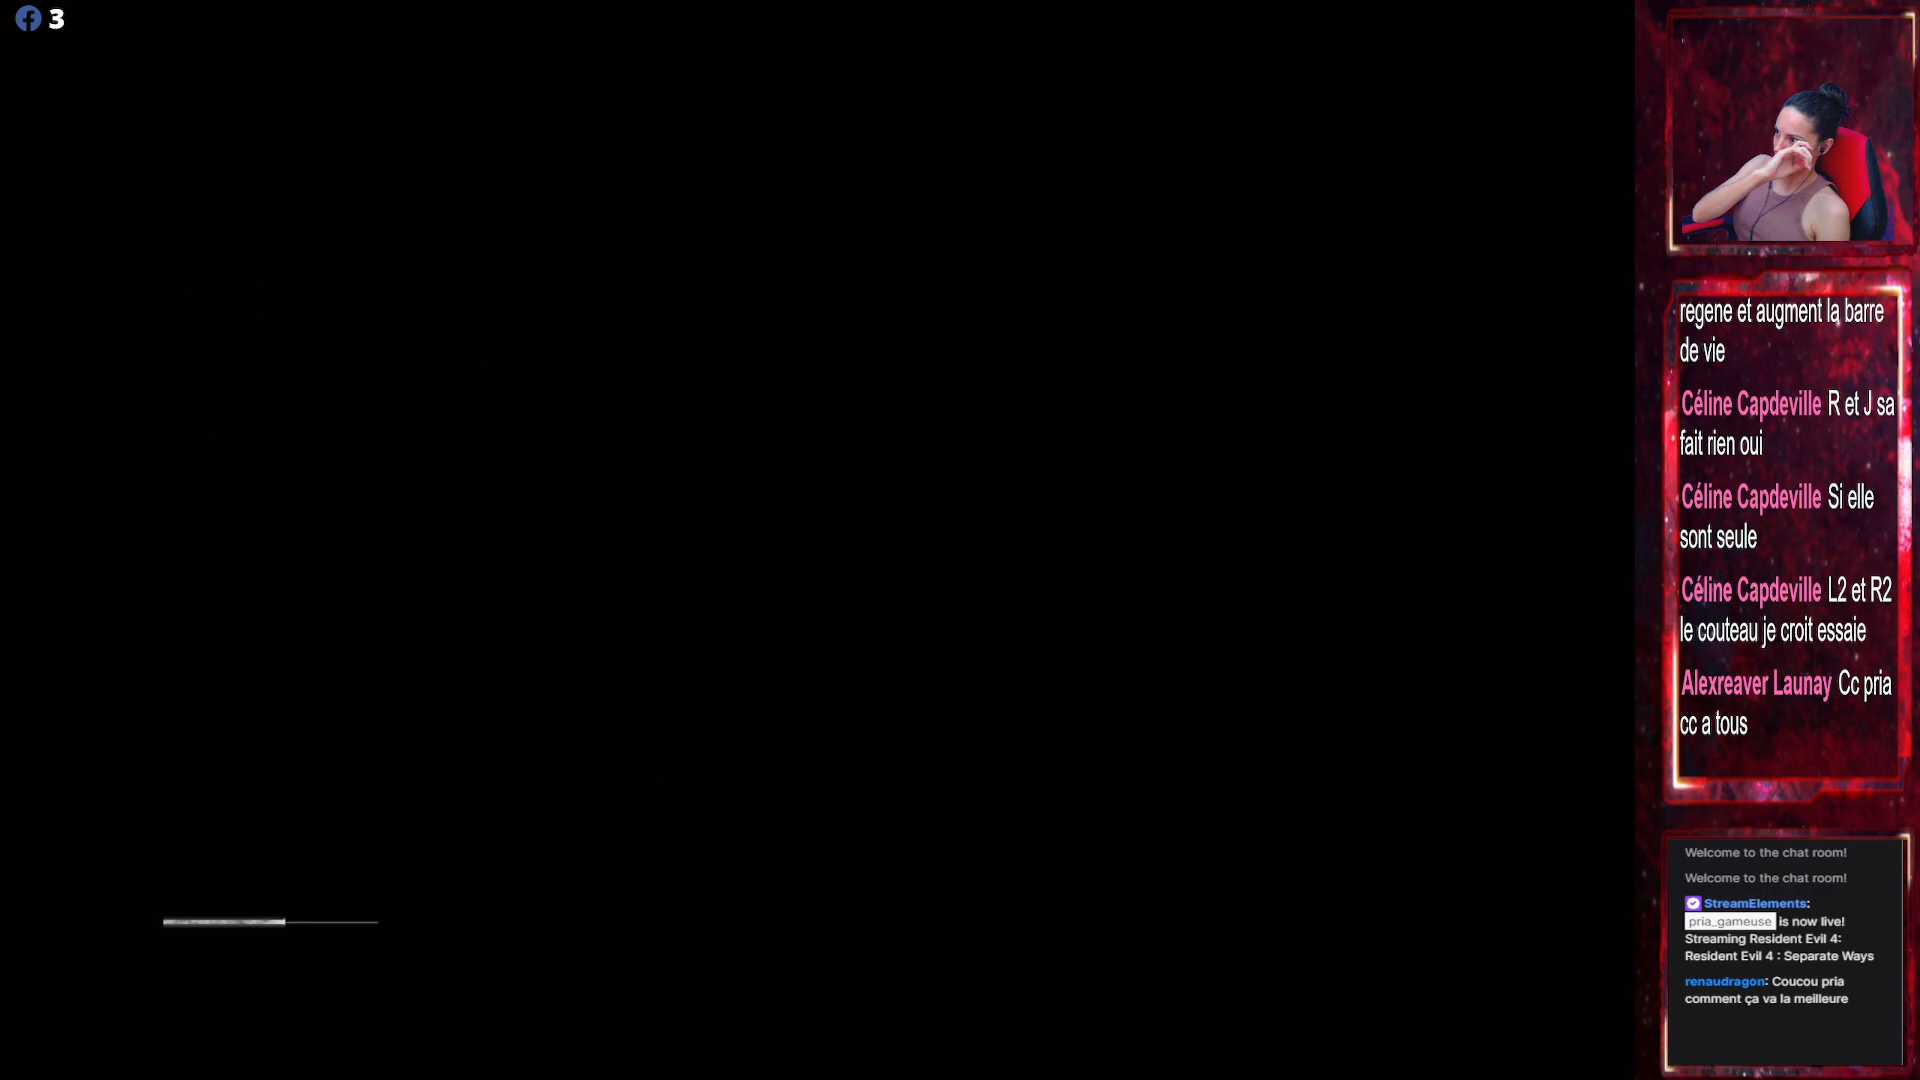 3
regene et augment la barre
de vie
Céline Capdeville R et J sa
fait rien oui
Céline Capdeville Si elle
sont seule
Céline Capdeville L2 et R2
le couteau je croit essaie
Alexreaver Launay Cc pria
cc a tous
Welcome to the chat room!
Welcome to the chat room!
StreamElements:
pria_gameuse is now live!
Streaming Resident Evil 4:
Resident Evil 4 : Separate Ways
renaudragon: Coucou pria
comment ça va la meilleure